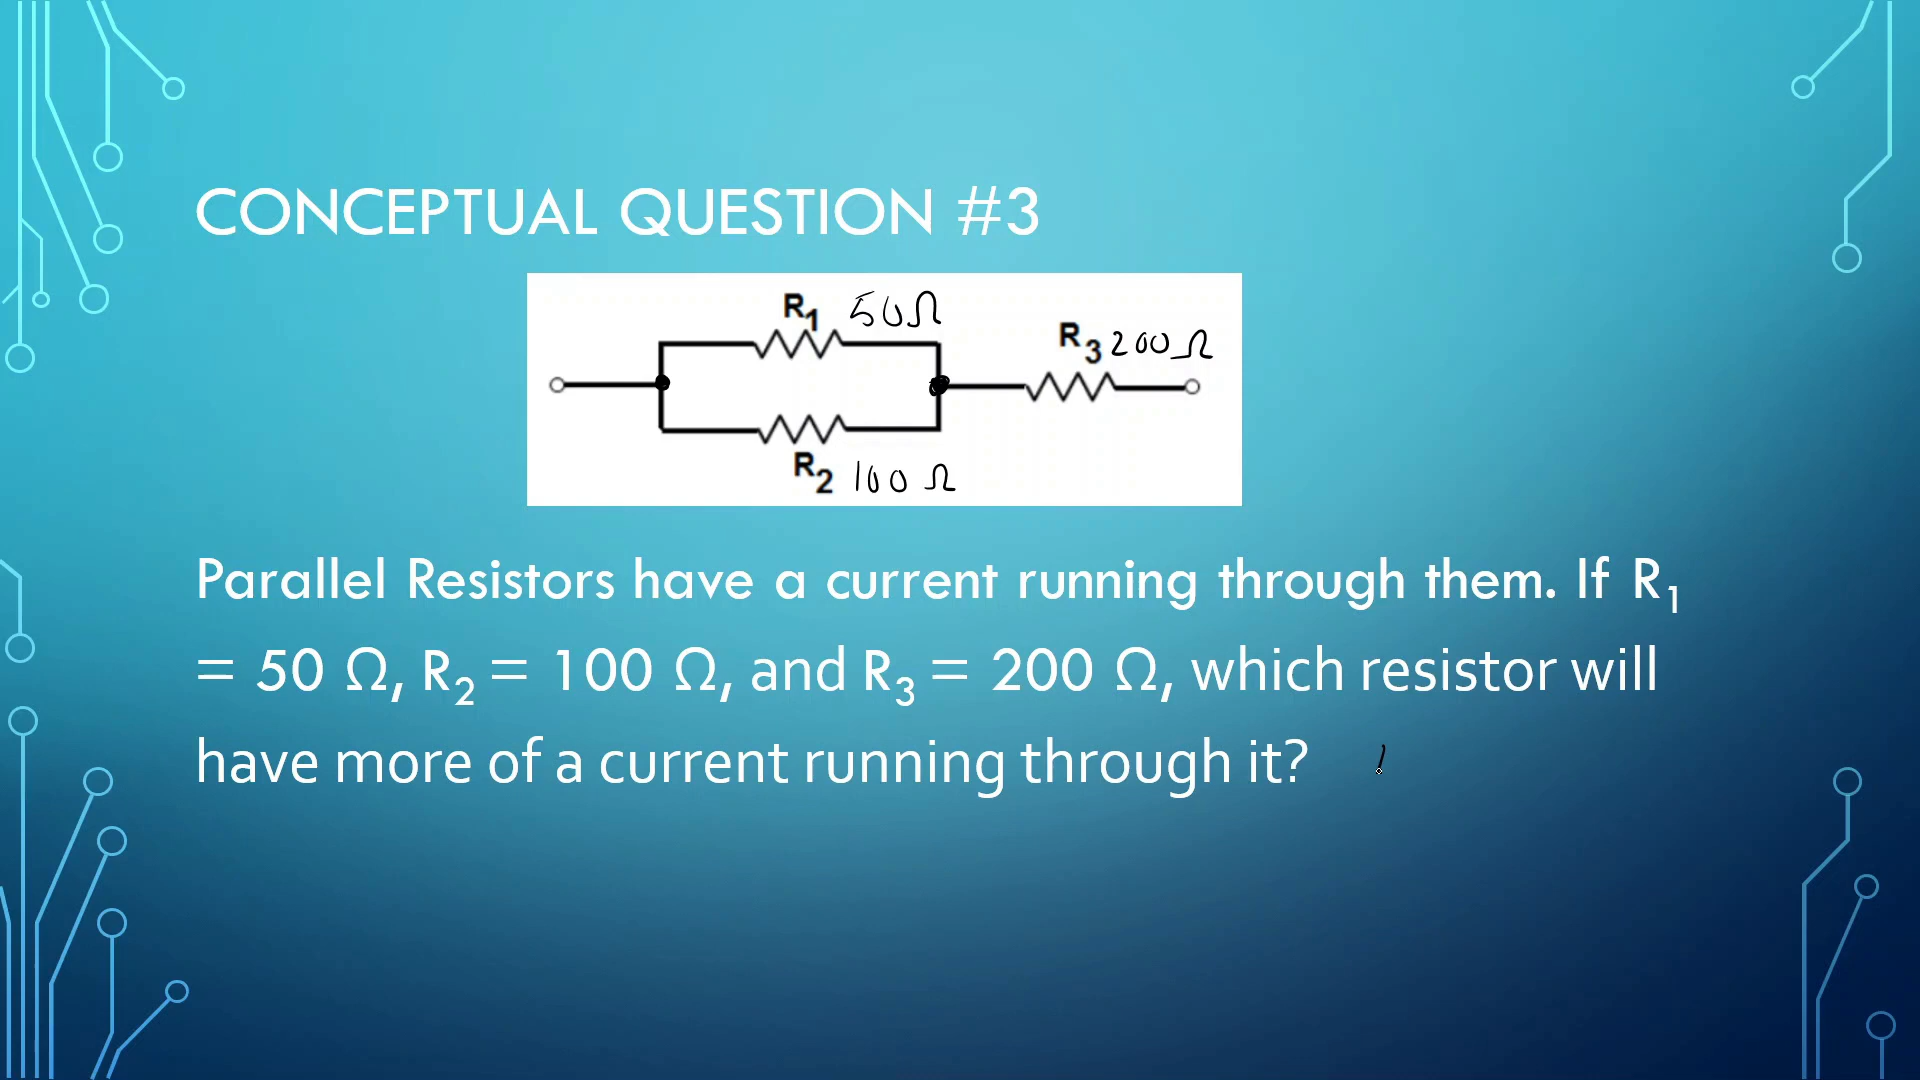 CONCEPTUAL QUESTION #3
R1 50Ω
R3 200Ω
R2 100Ω
Parallel Resistors have a current running through them. If R1
= 50 Ω, R2 = 100 Ω, and R3 = 200 Ω, which resistor will
have more of a current running through it?